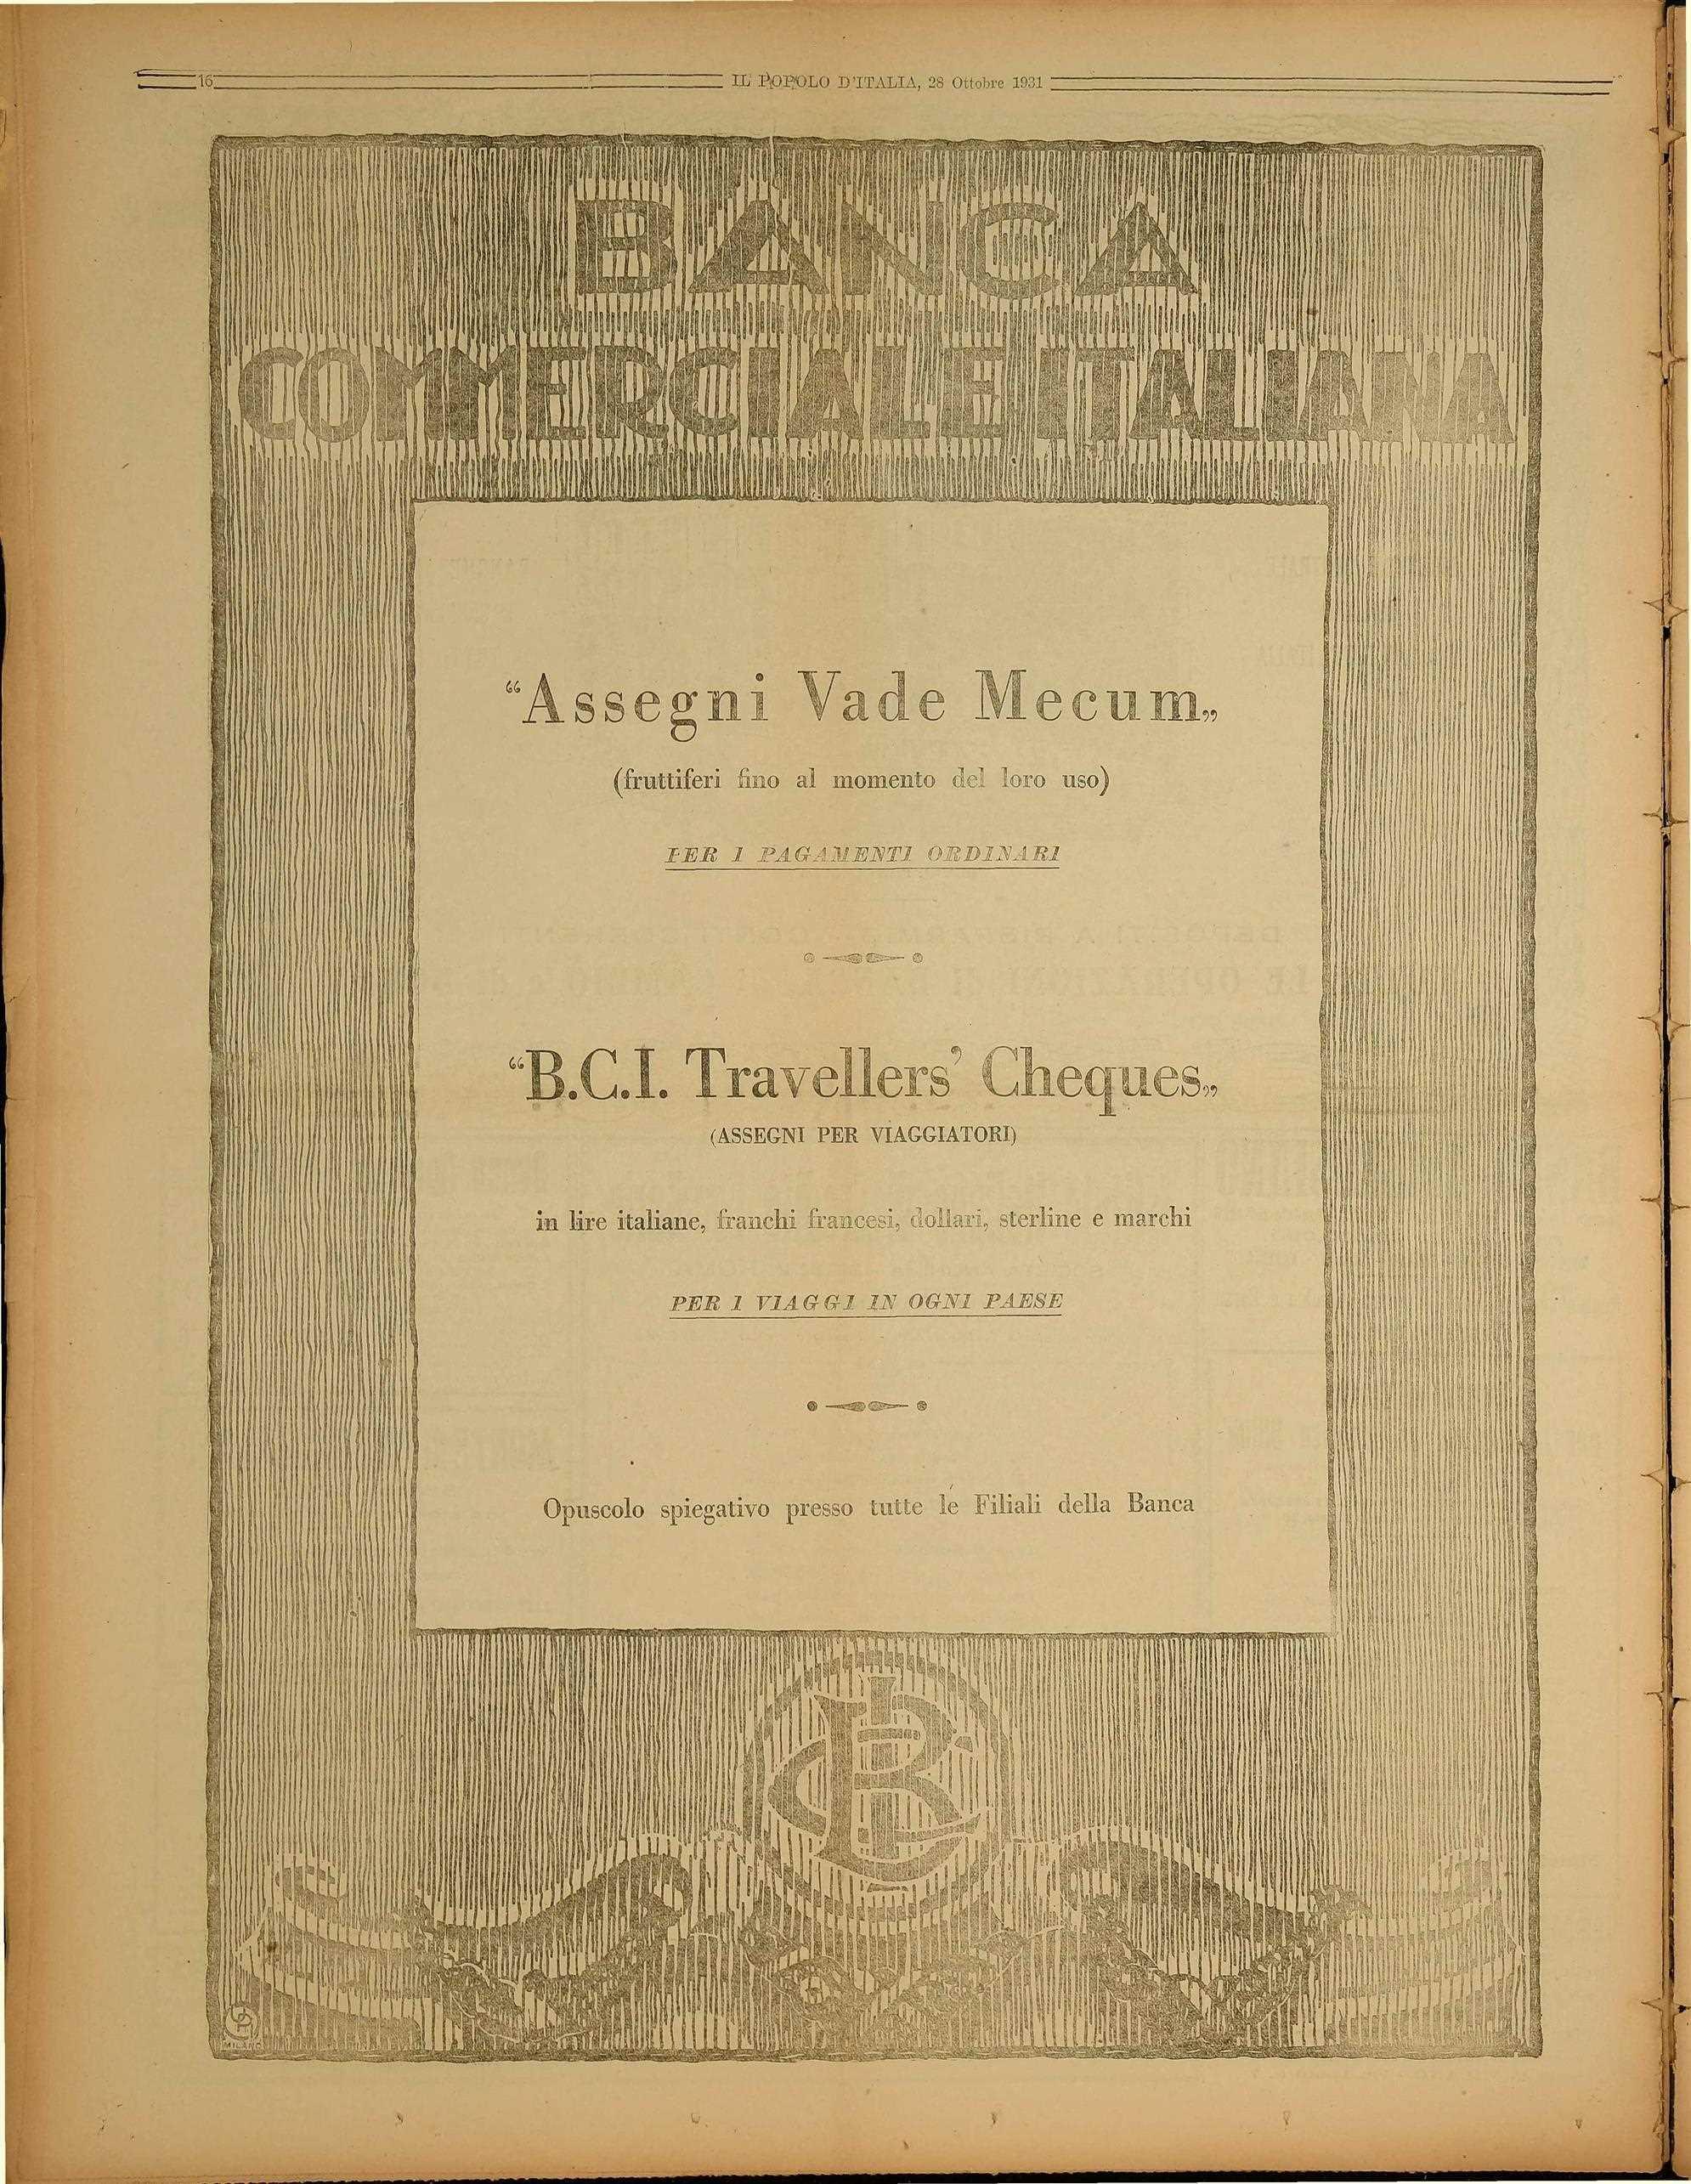 16
IL POPOLO D'ITALIA, 28 Ottobre 1931
BANCA
COMMERCIALE ITALIANA
“Assegni Vade Mecum„
(fruttiferi fino al momento del loro uso)
PER I PAGAMENTI ORDINARI
“B.C.I. Travellers’ Cheques„
(ASSEGNI PER VIAGGIATORI)
in lire italiane, franchi francesi, dollari, sterline e marchi
PER I VIAGGI IN OGNI PAESE
Opuscolo spiegativo presso tutte le Filiali della Banca
BCI
MILANO